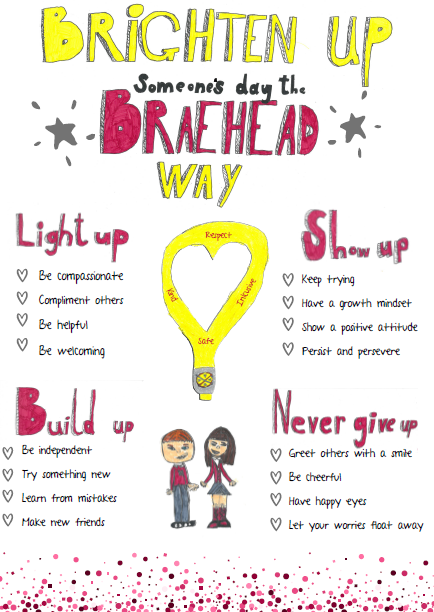 BRiGHTEN UP
Someone's day the
BRAEHEAD
WAY
Light up
Be compassionate
Compliment others
Be helpful
Be welcoming
Respect
Kind
Inclusive
Safe
Show up
Keep trying
Have a growth mindset
Show a positive attitude
Persist and persevere
Build up
Be independent
Try something new
Learn from mistakes
Make new friends
Never give up
Greet others with a smile
Be cheerful
Have happy eyes
Let your worries float away